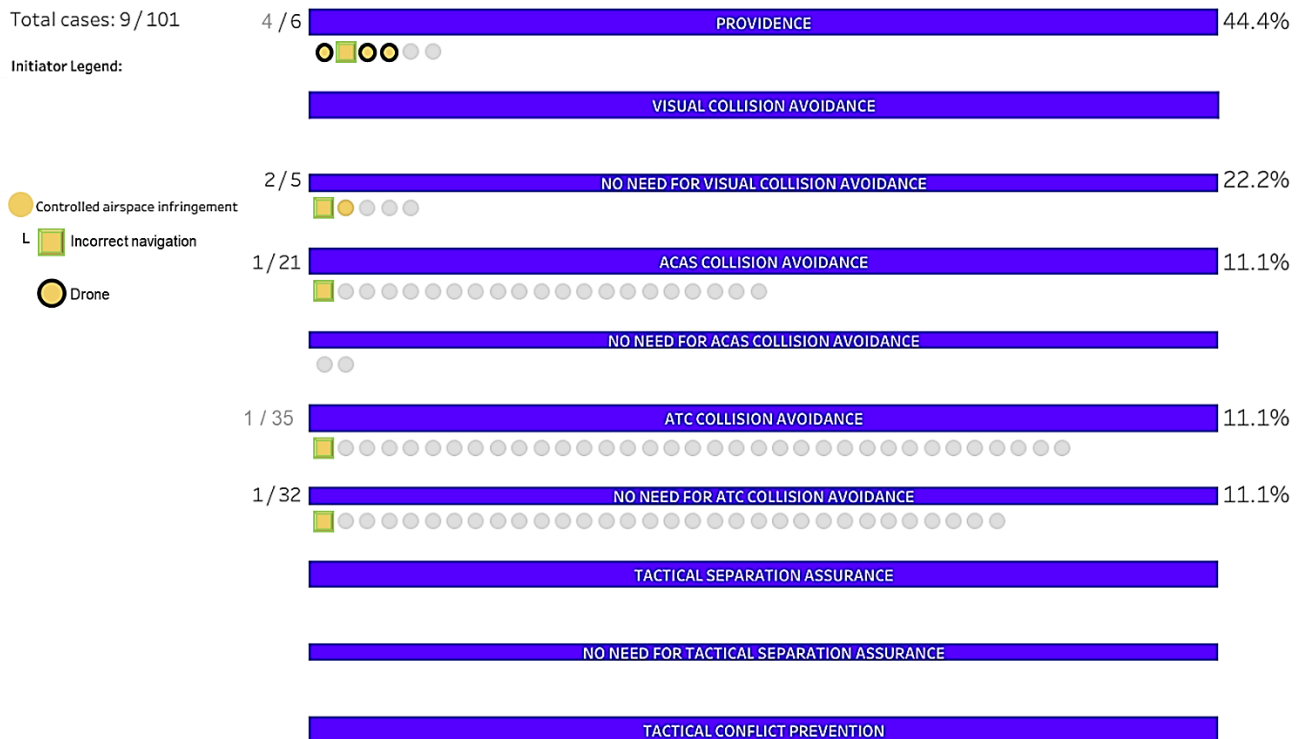 Total cases: 9/101
4/6 PROVIDENCE 44.4%
Initiator Legend:
VISUAL COLLISION AVOIDANCE
2/5 NO NEED FOR VISUAL COLLISION AVOIDANCE 22.2%
Controlled airspace infringement
L Incorrect navigation
1/21 ACAS COLLISION AVOIDANCE 11.1%
Drone
NO NEED FOR ACAS COLLISION AVOIDANCE
1/35 ATC COLLISION AVOIDANCE 11.1%
1/32 NO NEED FOR ATC COLLISION AVOIDANCE 11.1%
TACTICAL SEPARATION ASSURANCE
NO NEED FOR TACTICAL SEPARATION ASSURANCE
TACTICAL CONFLICT PREVENTION